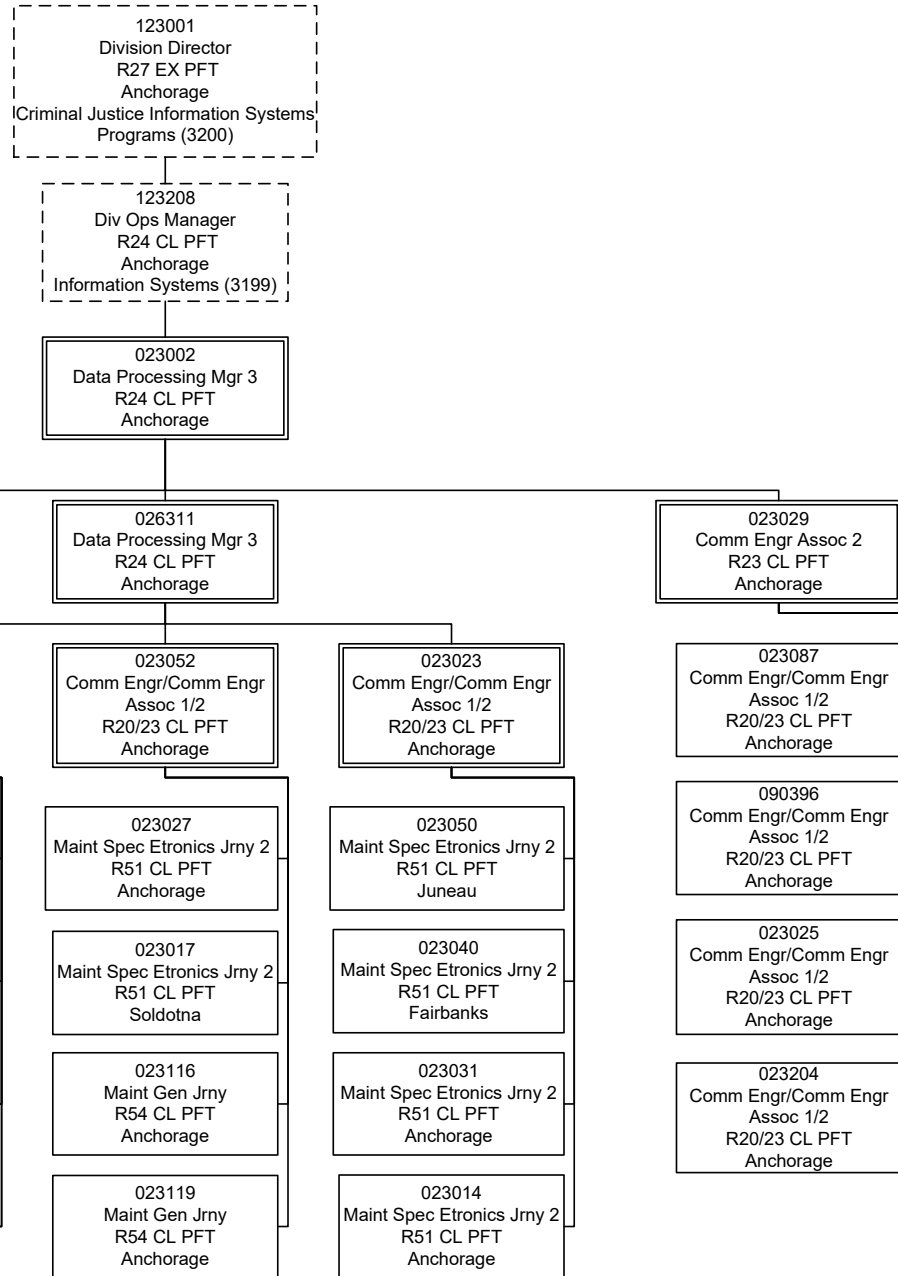 123001
Division Director
R27 EX PFT
Anchorage
Criminal Justice Information Systems
Programs (3200)
123208
Div Ops Manager
R24 CL PFT
Anchorage
Information Systems (3199)
023002
Data Processing Mgr 3
R24 CL PFT
Anchorage
026311
Data Processing Mgr 3
R24 CL PFT
Anchorage
023029
Comm Engr Assoc 2
R23 CL PFT
Anchorage
023052
Comm Engr/Comm Engr
Assoc 1/2
R20/23 CL PFT
Anchorage
023027
Maint Spec Etronics Jrny 2
R51 CL PFT
Anchorage
023017
Maint Spec Etronics Jrny 2
R51 CL PFT
Soldotna
023116
Maint Gen Jrny
R54 CL PFT
Anchorage
023119
Maint Gen Jrny
R54 CL PFT
Anchorage
023023
Comm Engr/Comm Engr
Assoc 1/2
R20/23 CL PFT
Anchorage
023050
Maint Spec Etronics Jrny 2
R51 CL PFT
Juneau
023040
Maint Spec Etronics Jrny 2
R51 CL PFT
Fairbanks
023031
Maint Spec Etronics Jrny 2
R51 CL PFT
Anchorage
023014
Maint Spec Etronics Jrny 2
R51 CL PFT
Anchorage
023087
Comm Engr/Comm Engr
Assoc 1/2
R20/23 CL PFT
Anchorage
090396
Comm Engr/Comm Engr
Assoc 1/2
R20/23 CL PFT
Anchorage
023025
Comm Engr/Comm Engr
Assoc 1/2
R20/23 CL PFT
Anchorage
023204
Comm Engr/Comm Engr
Assoc 1/2
R20/23 CL PFT
Anchorage